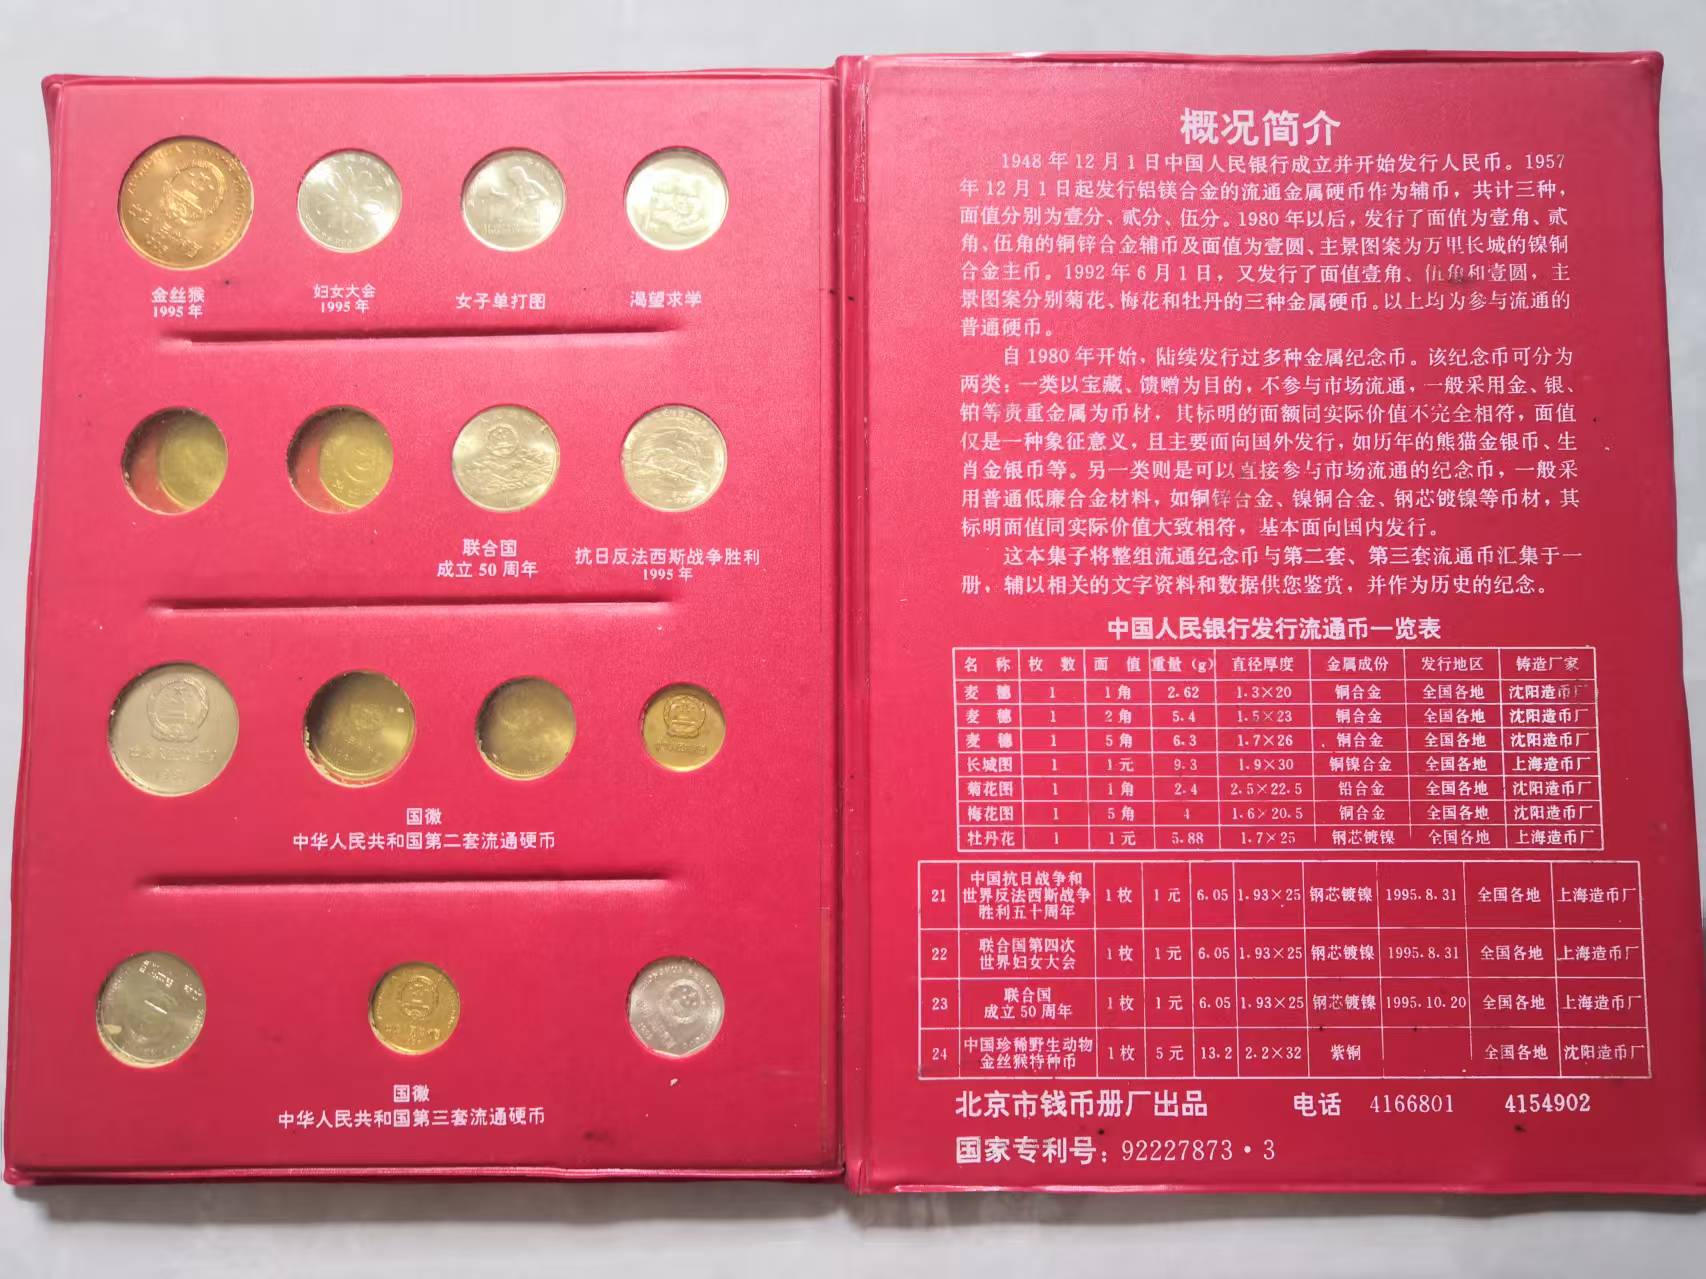 金丝猴
1995年
妇女大会
1995年
女子单打图
渴望求学
联合国
成立50周年
抗日反法西斯战争胜利
1995年
国徽
中华人民共和国第二套流通硬币
国徽
中华人民共和国第三套流通硬币
概况简介
1948年12月1日中国人民银行成立并开始发行人民币。1957
年12月1日起发行铝镁合金的流通金属硬币作为辅币，共计三种，
面值分别为壹分、贰分、伍分。1980年以后，发行了面值为壹角、贰
角、伍角的铜锌合金辅币及面值为壹圆、主景图案为万里长城的镍铜
合金主币。1992年6月1日，又发行了面值壹角、伍角和壹圆，主
景图案分别菊花、梅花和牡丹的三种金属硬币。以上均为参与流通的
普通硬币。
自1980年开始，陆续发行过多种金属纪念币。该纪念币可分为
两类：一类以宝藏、馈赠为目的，不参与市场流通，一般采用金、银、
铂等贵重金属为币材，其标明的面额同实际价值不完全相符，面值
仅是一种象征意义，且主要面向国外发行，如历年的熊猫金银币、生
肖金银币等。另一类则是可以直接参与市场流通的纪念币，一般采
用普通低廉合金材料，如铜锌合金、镍铜合金、钢芯镀镍等币材，其
标明面值同实际价值大致相符，基本面向国内发行。
这本集子将整组流通纪念币与第二套、第三套流通币汇集于一
册，辅以相关的文字资料和数据供您鉴赏，并作为历史的纪念。
中国人民银行发行流通币一览表
名称 枚数 面值 重量(g) 直径厚度 金属成份 发行地区 铸造厂家
麦穗 1 1角 2.62 1.3×20 铜合金 全国各地 沈阳造币厂
麦穗 1 2角 5.4 1.5×23 铜合金 全国各地 沈阳造币厂
麦穗 1 5角 6.3 1.7×26 铜合金 全国各地 沈阳造币厂
长城图 1 1元 9.3 1.9×30 铜镍合金 全国各地 上海造币厂
菊花图 1 1角 2.4 2.5×22.5 铅合金 全国各地 沈阳造币厂
梅花图 1 5角 4 1.6×20.5 铜合金 全国各地 沈阳造币厂
牡丹花 1 1元 5.88 1.7×25 钢芯镀镍 全国各地 上海造币厂
21 中国抗日战争和
世界反法西斯战争 1枚 1元 6.05 1.93×25 钢芯镀镍 1995.8.31 全国各地 上海造币厂
胜利五十周年
22 联合国第四次
世界妇女大会 1枚 1元 6.05 1.93×25 钢芯镀镍 1995.8.31 全国各地 上海造币厂
23 联合国
成立50周年 1枚 1元 6.05 1.93×25 钢芯镀镍 1995.10.20 全国各地 上海造币厂
24 中国珍稀野生动物
金丝猴特种币 1枚 5元 13.2 2.2×32 紫铜 全国各地 沈阳造币厂
北京市钱币册厂出品 电话 4166801 4154902
国家专利号：92227873·3